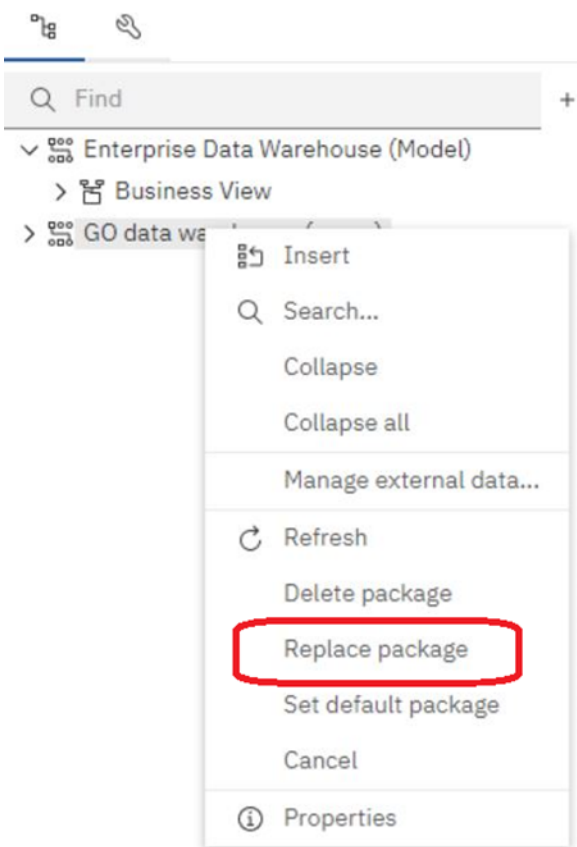 Find
Enterprise Data Warehouse (Model)
Business View
GO data wa
Insert
Search...
Collapse
Collapse all
Manage external data...
Refresh
Delete package
Replace package
Set default package
Cancel
Properties